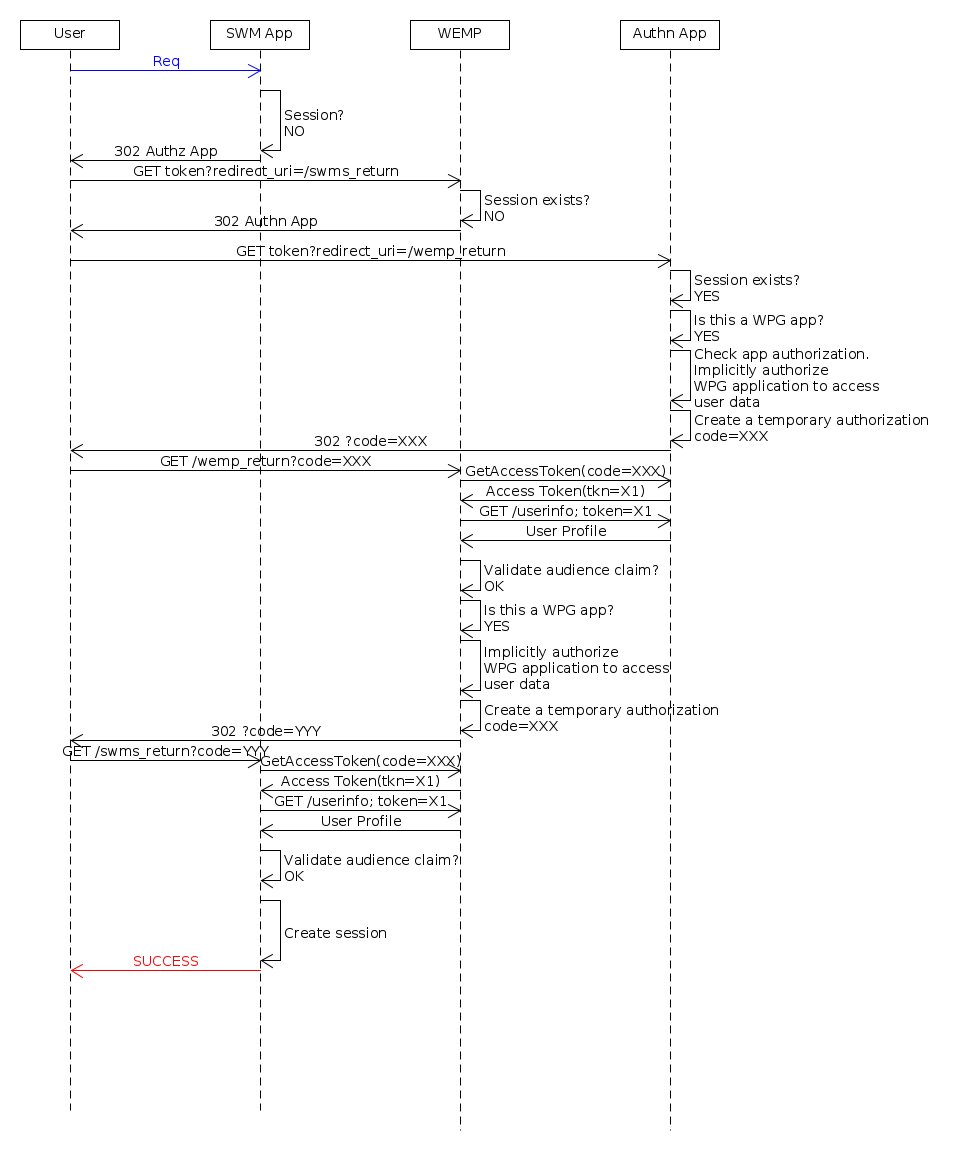 User
SWM App
WEMP
Authn App
Req
Session?
NO
302 Authz App
GET token?redirect_uri=/swms_return
Session exists?
NO
302 Authn App
GET token?redirect_uri=/wemp_return
Session exists?
YES
Is this a WPG app?
YES
Check app authorization.
Implicitly authorize
WPG application to access
user data
Create a temporary authorization
code=XXX
302 ?code=XXX
GET /wemp_return?code=XXX
GetAccessToken(code=XXX)
Access Token(tkn=X1)
GET /userinfo; token=X1
User Profile
Validate audience claim?
OK
Is this a WPG app?
YES
Implicitly authorize
WPG application to access
user data
Create a temporary authorization
code=XXX
302 ?code=YYY
GET /swms_return?code=YYY
GetAccessToken(code=XXX)
Access Token(tkn=X1)
GET /userinfo; token=X1
User Profile
Validate audience claim?
OK
Create session
SUCCESS